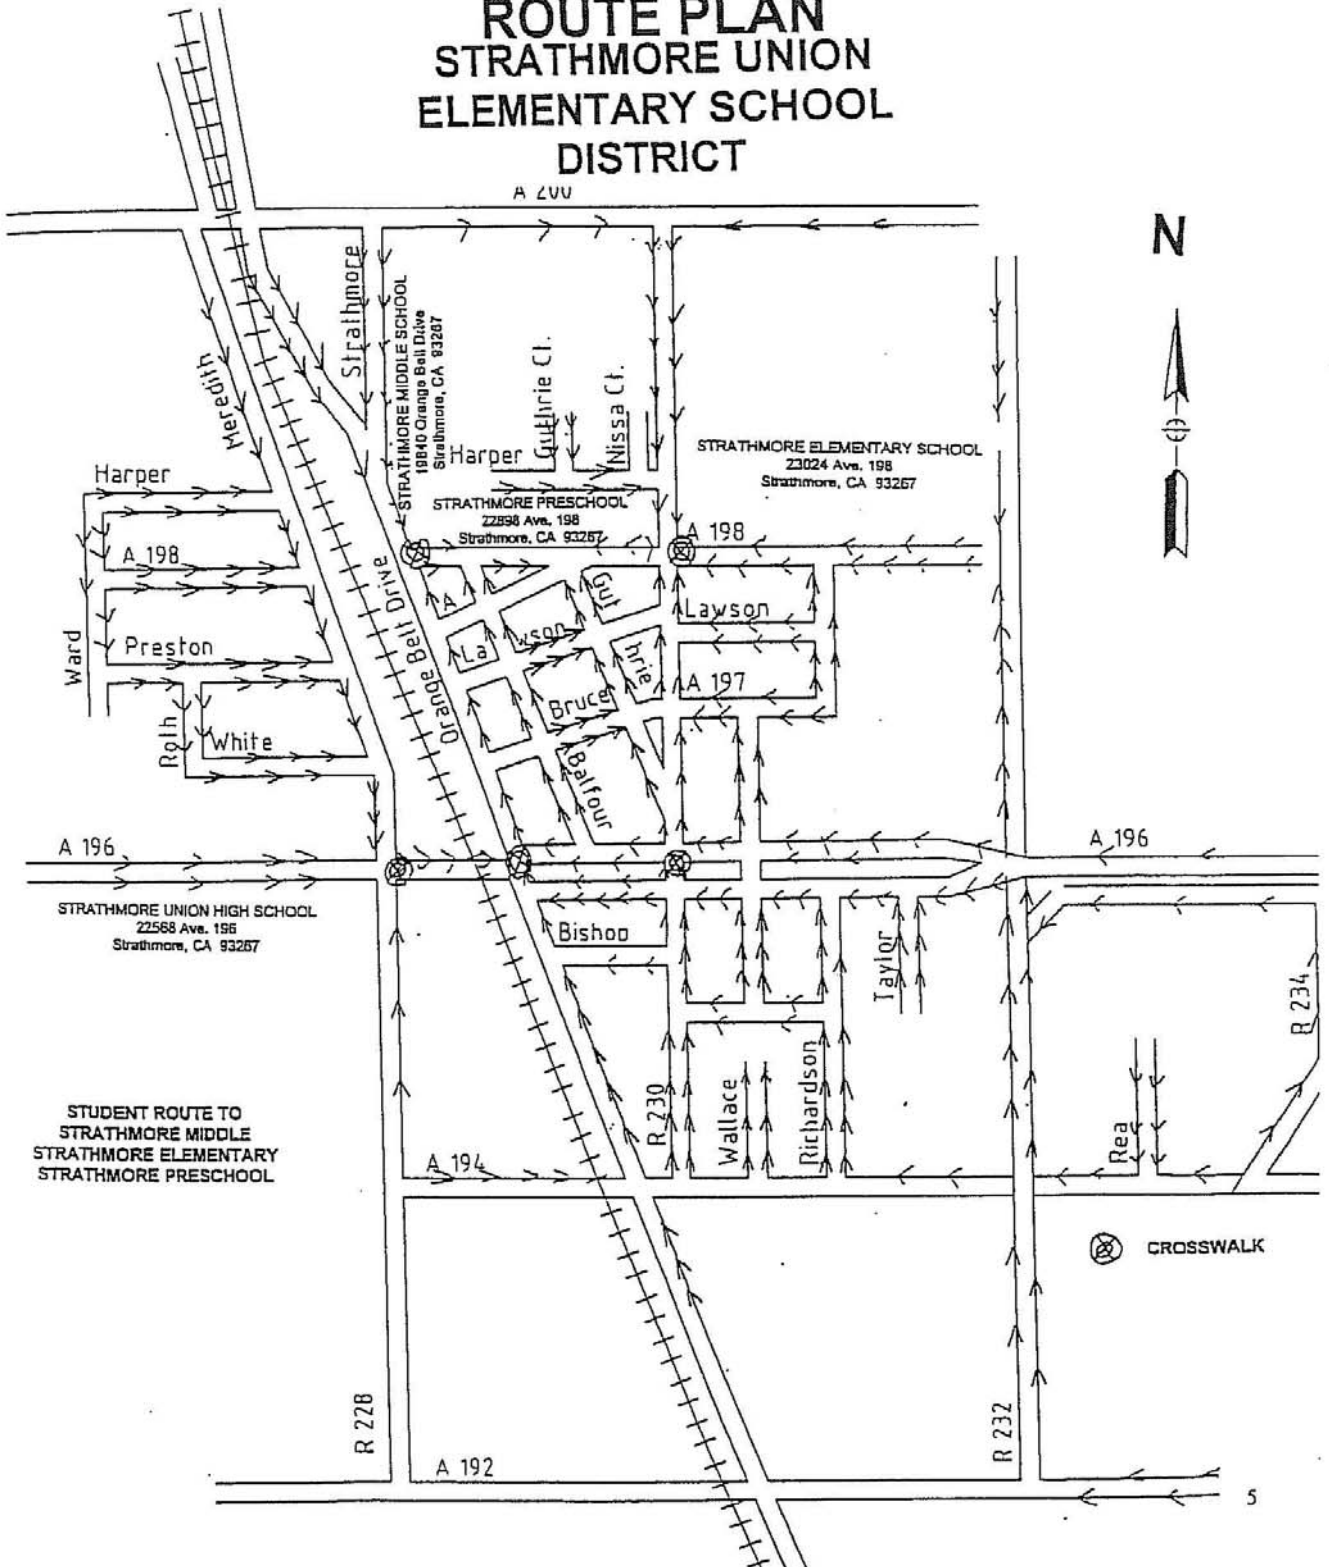 ROUTE PLAN
STRATHMORE UNION
ELEMENTARY SCHOOL
DISTRICT
A 200
N
Strathmore
STRATHMORE MIDDLE SCHOOL
19840 Orange Belt Drive
Strathmore, CA 93267
Meredith
Guthrie Ct.
Nissa Ct.
Harper
STRATHMORE ELEMENTARY SCHOOL
23024 Ave. 198
Strathmore, CA 93267
Harper
STRATHMORE PRESCHOOL
22898 Ave. 198
Strathmore, CA 93267
A 198
A 198
Orange Belt Drive
A
Gut
hrie
Lawson
La
wson
Ward
Preston
A 197
Bruce
Roth
White
Balfour
A 196
A 196
STRATHMORE UNION HIGH SCHOOL
22568 Ave. 196
Strathmore, CA 93267
Bishop
Taylor
R 234
R 230
Wallace
Richardson
Rea
STUDENT ROUTE TO
STRATHMORE MIDDLE
STRATHMORE ELEMENTARY
STRATHMORE PRESCHOOL
A 194
CROSSWALK
R 228
R 232
A 192
5